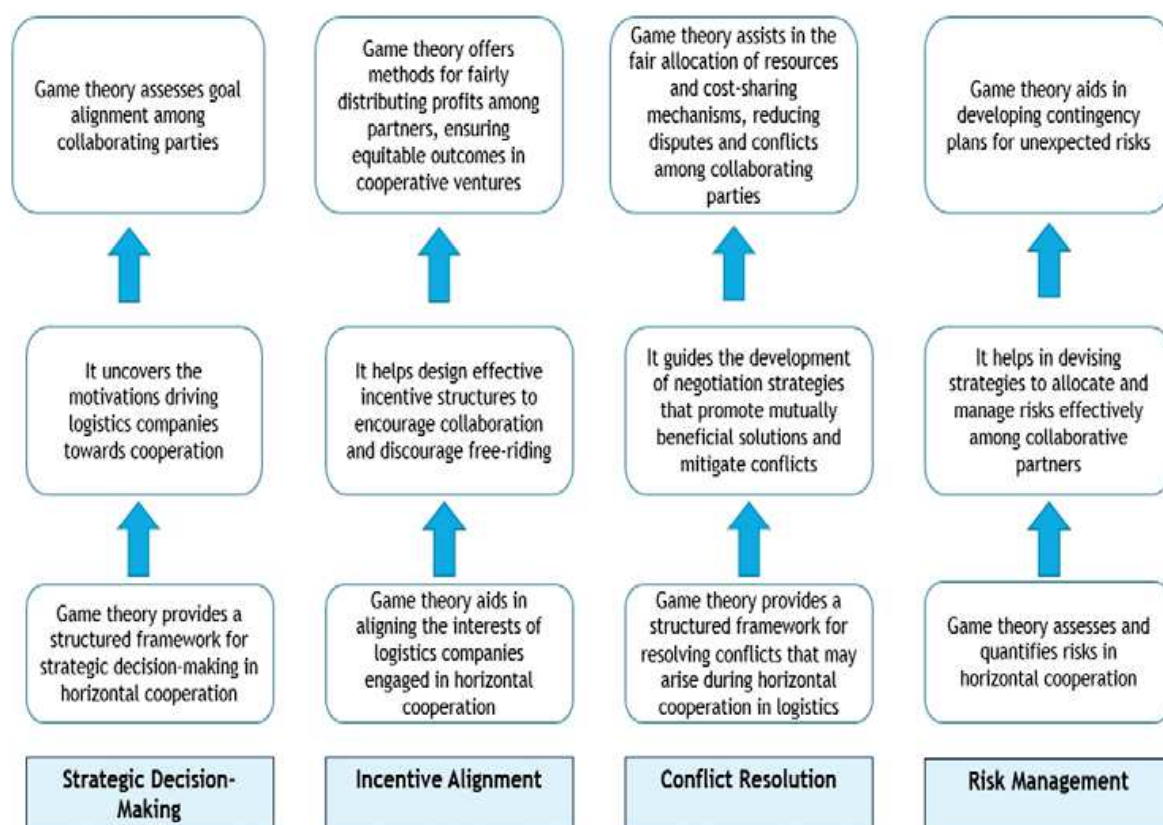 Game theory assesses goal
alignment among
collaborating parties
Game theory offers
methods for fairly
distributing profits among
partners, ensuring
equitable outcomes in
cooperative ventures
Game theory assists in the
fair allocation of resources
and cost-sharing
mechanisms, reducing
disputes and conflicts
among collaborating
parties
Game theory aids in
developing contingency
plans for unexpected risks
It uncovers the
motivations driving
logistics companies
towards cooperation
It helps design effective
incentive structures to
encourage collaboration
and discourage free-riding
It guides the development
of negotiation strategies
that promote mutually
beneficial solutions and
mitigate conflicts
It helps in devising
strategies to allocate and
manage risks effectively
among collaborative
partners
Game theory provides a
structured framework for
strategic decision-making in
horizontal cooperation
Game theory aids in
aligning the interests of
logistics companies
engaged in horizontal
cooperation
Game theory provides a
structured framework for
resolving conflicts that may
arise during horizontal
cooperation in logistics
Game theory assesses and
quantifies risks in
horizontal cooperation
Strategic Decision-
Making
Incentive Alignment
Conflict Resolution
Risk Management